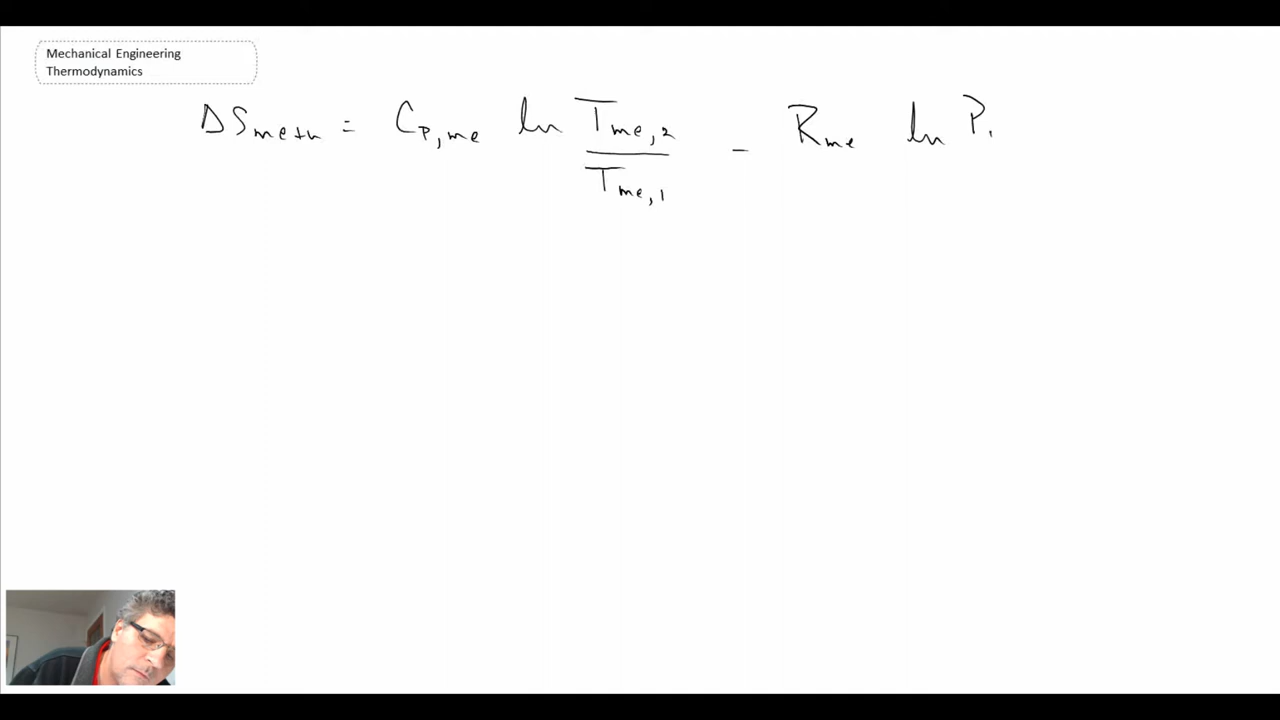 Mechanical Engineering
Thermodynamics
ΔS_meth = C_P,me ln T_me,2 / T_me,1 - R_me ln P